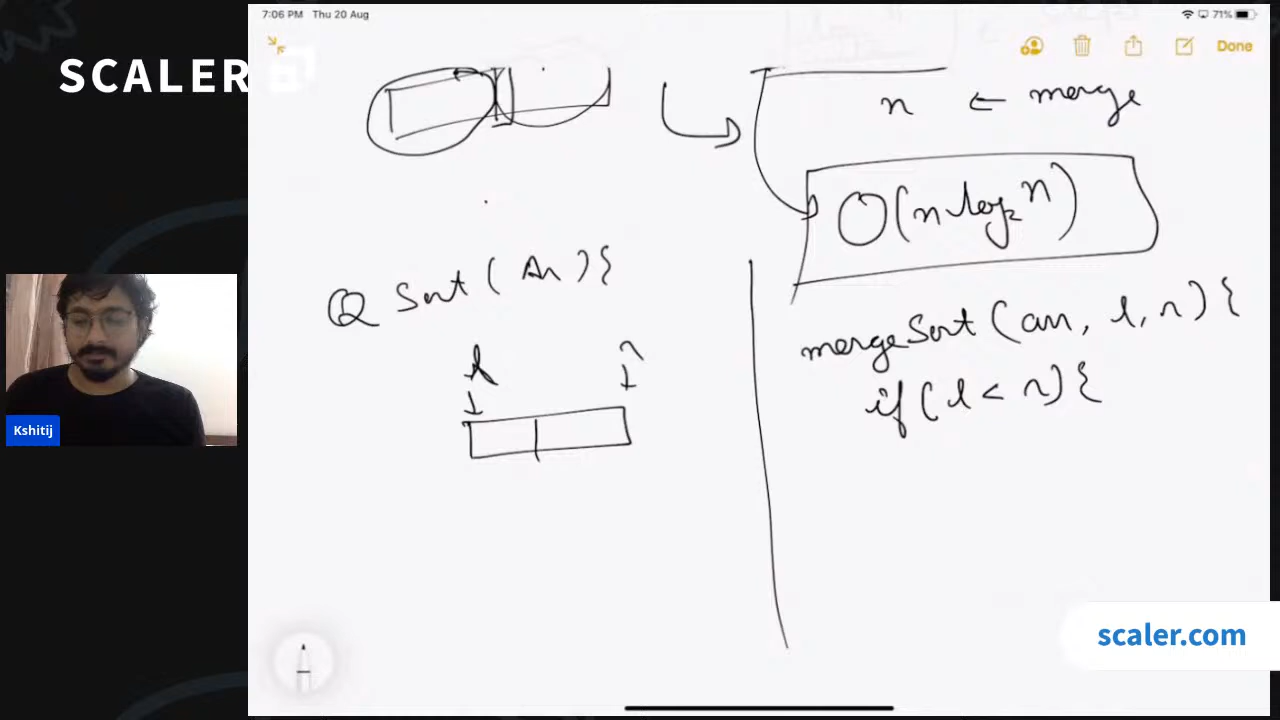 7:06 PM Thu 20 Aug
71%
Done
SCALER
n ← merge
O(n log₂ n)
Q Sort(Arr){
l r
mergeSort(arr, l, r){
if(l < r){
Kshitij
scaler.com